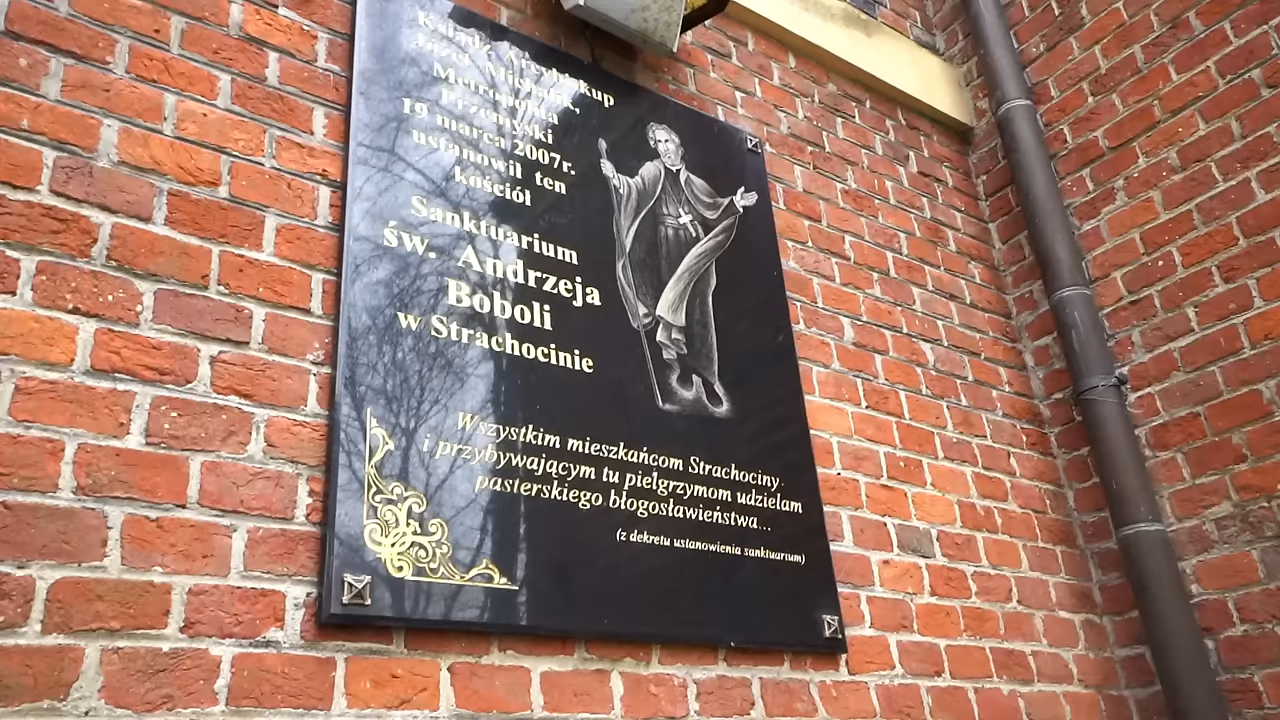 Ksiądz Arcybiskup
Józef Michalik,
Metropolita
Przemyski
19 marca 2007r.
ustanowił ten
kościół
Sanktuarium
św. Andrzeja
Boboli
w Strachocinie
Wszystkim mieszkańcom Strachociny
i przybywającym tu pielgrzymom udzielam
pasterskiego błogosławieństwa...
(z dekretu ustanowienia sanktuarium)